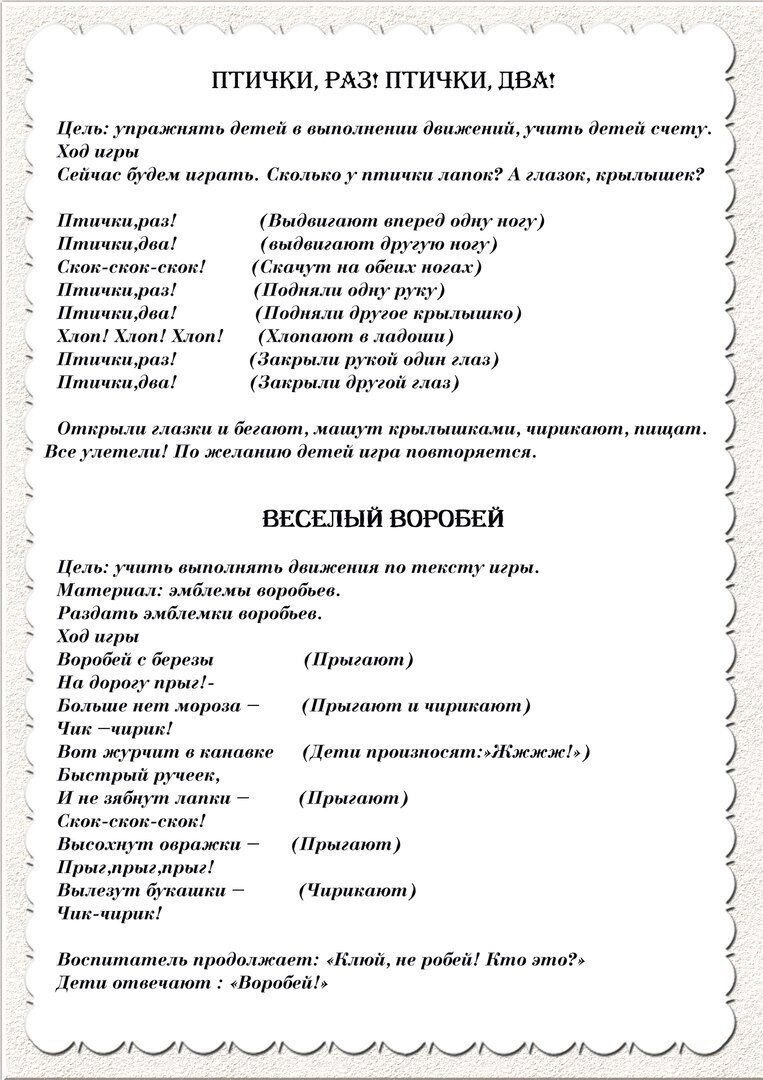 ПТИЧКИ, РАЗ! ПТИЧКИ, ДВА!
Цель: упражнять детей в выполнении движений, учить детей счету.
Ход игры
Сейчас будем играть. Сколько у птички лапок? А глазок, крылышек?
Птички,раз! (Выдвигают вперед одну ногу)
Птички,два! (выдвигают другую ногу)
Скок-скок-скок! (Скачут на обеих ногах)
Птички,раз! (Подняли одну руку)
Птички,два! (Подняли другое крылышко)
Хлоп! Хлоп! Хлоп! (Хлопают в ладоши)
Птички,раз! (Закрыли рукой один глаз)
Птички,два! (Закрыли другой глаз)
Открыли глазки и бегают, машут крылышками, чирикают, пищат.
Все улетели! По желанию детей игра повторяется.
ВЕСЕЛЫЙ ВОРОБЕЙ
Цель: учить выполнять движения по тексту игры.
Материал: эмблемы воробьев.
Раздать эмблемки воробьев.
Ход игры
Воробей с березы (Прыгают)
На дорогу прыг!-
Больше нет мороза – (Прыгают и чирикают)
Чик –чирик!
Вот журчит в канавке (Дети произносят:»Жжжж!»)
Быстрый ручеек,
И не зябнут лапки – (Прыгают)
Скок-скок-скок!
Высохнут овражки – (Прыгают)
Прыг,прыг,прыг!
Вылезут букашки – (Чирикают)
Чик-чирик!
Воспитатель продолжает: «Клюй, не робей! Кто это?»
Дети отвечают : «Воробей!»